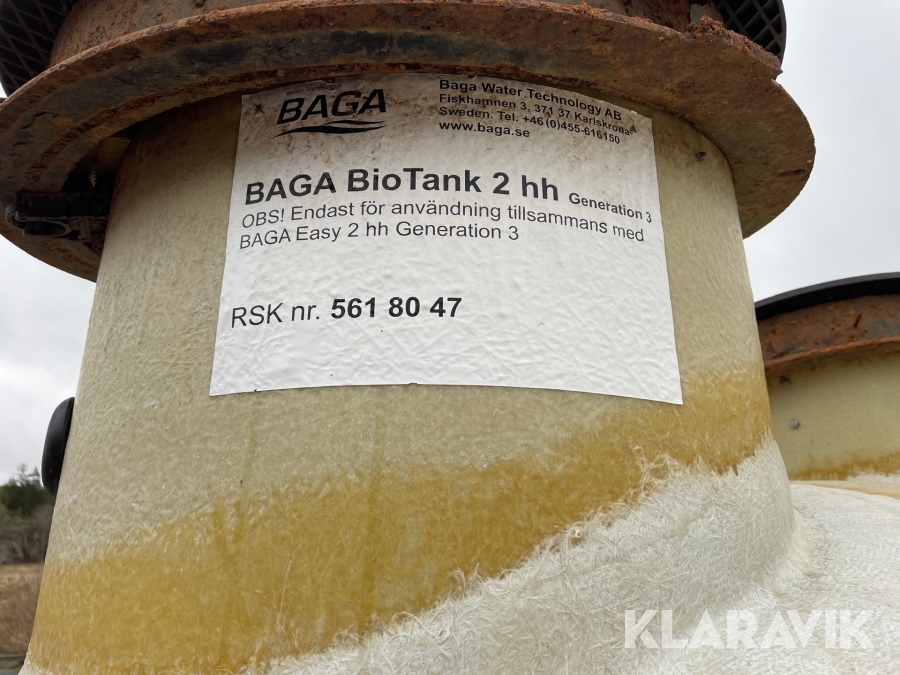 Water Technology
BAGA
Baga Water Technology AB
Fiskhamnen 3, 371 37 Karlskrona
Sweden. Tel. +46 (0)455-616150
www.baga.se
BAGA BioTank 2 hh Generation 3
OBS! Endast för användning tillsammans med
BAGA Easy 2 hh Generation 3
RSK nr. 561 80 47
KLARAVIK